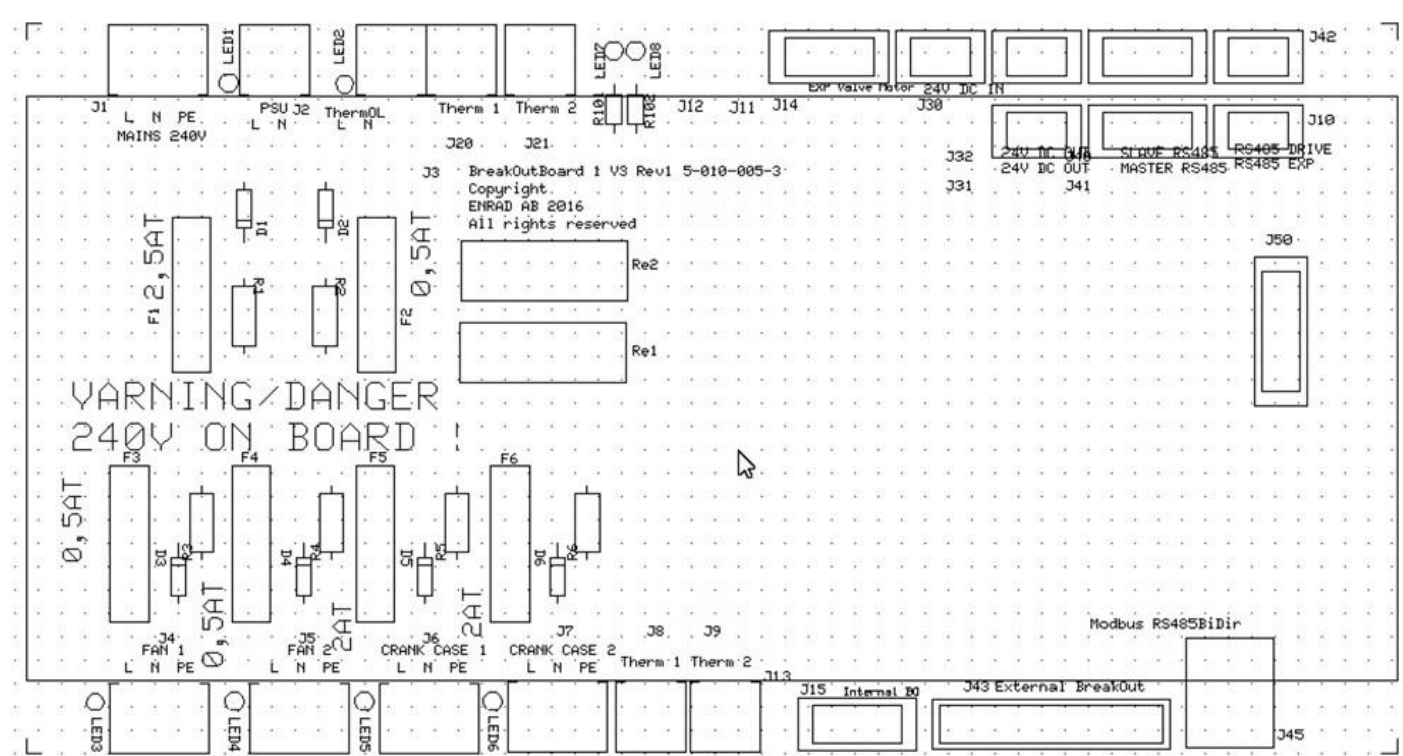 LED1
LED2
LED7
LED8
J42
EXP Valve Motor
24V DC IN
J1
L N PE
MAINS 240V
PSU J2
L N
ThermOL
L N
Therm 1
Therm 2
R101
R102
J12
J11
J14
J30
J10
J20
J21
J32
24V DC OUT
J40
SLAVE RS485
RS485 DRIVE
24V DC OUT
MASTER RS485
RS485 EXP
J31
J41
J3
BreakOutBoard 1 V3 Rev1 5-010-005-3
Copyright
ENRAD AB 2016
All rights reserved
D1
D2
2,5AT
0,5AT
F1
R1
R2
F2
Re2
Re1
J50
VARNING/DANGER
240V ON BOARD !
F3
F4
F5
F6
0,5AT
D3
R3
D4
R4
D5
R5
D6
R6
0,5AT
2AT
2AT
J4
FAN 1
L N PE
J5
FAN 2
L N PE
J6
CRANK CASE 1
L N PE
J7
CRANK CASE 2
L N PE
J8
Therm 1
J9
Therm 2
J13
Modbus RS485BiDir
J15 Internal BO
J43 External BreakOut
J45
LED3
LED4
LED5
LED6